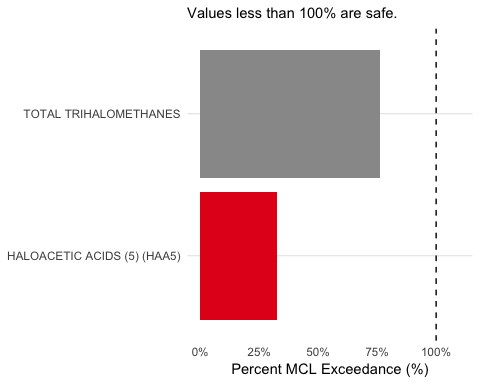 Values less than 100% are safe.
TOTAL TRIHALOMETHANES
HALOACETIC ACIDS (5) (HAA5)
0% 25% 50% 75% 100%
Percent MCL Exceedance (%)